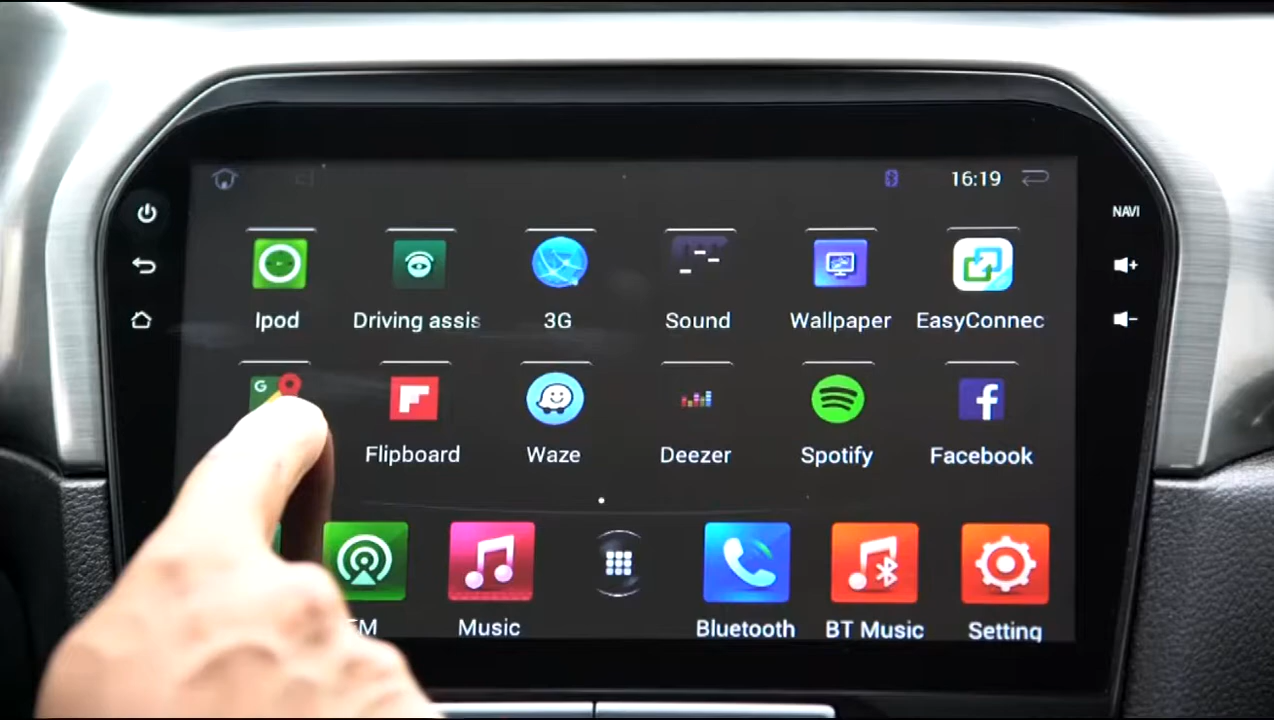 16:19
NAVI
Ipod
Driving assis
3G
Sound
Wallpaper
EasyConnec
G
Flipboard
Waze
Deezer
Spotify
Facebook
FM
Music
Bluetooth
BT Music
Setting